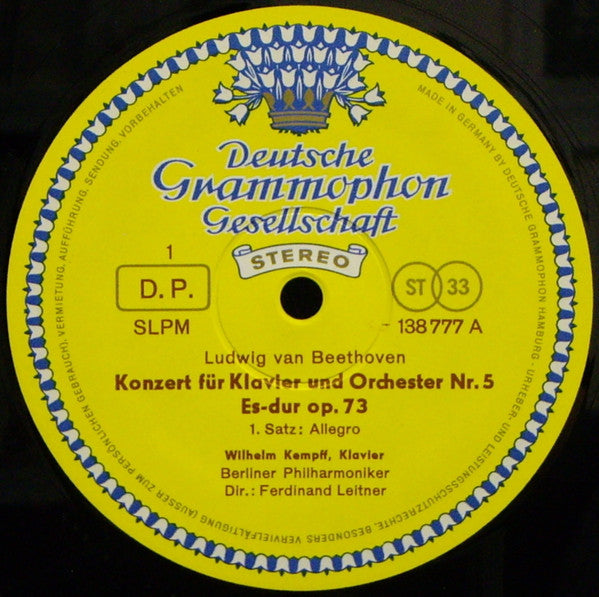 Deutsche
Grammophon
Gesellschaft
STEREO
1
D. P.
SLPM
ST 33
138 777 A
Ludwig van Beethoven
Konzert für Klavier und Orchester Nr. 5
Es-dur op. 73
1. Satz: Allegro
Wilhelm Kempff, Klavier
Berliner Philharmoniker
Dir.: Ferdinand Leitner
MADE IN GERMANY BY DEUTSCHE GRAMMOPHON HAMBURG · URHEBER- UND LEISTUNGSSCHUTZRECHTE, BESONDERS VERVIELFÄLTIGUNG (AUSSER ZUM PERSÖNLICHEN GEBRAUCH), VERMIETUNG, AUFFÜHRUNG, SENDUNG, VORBEHALTEN